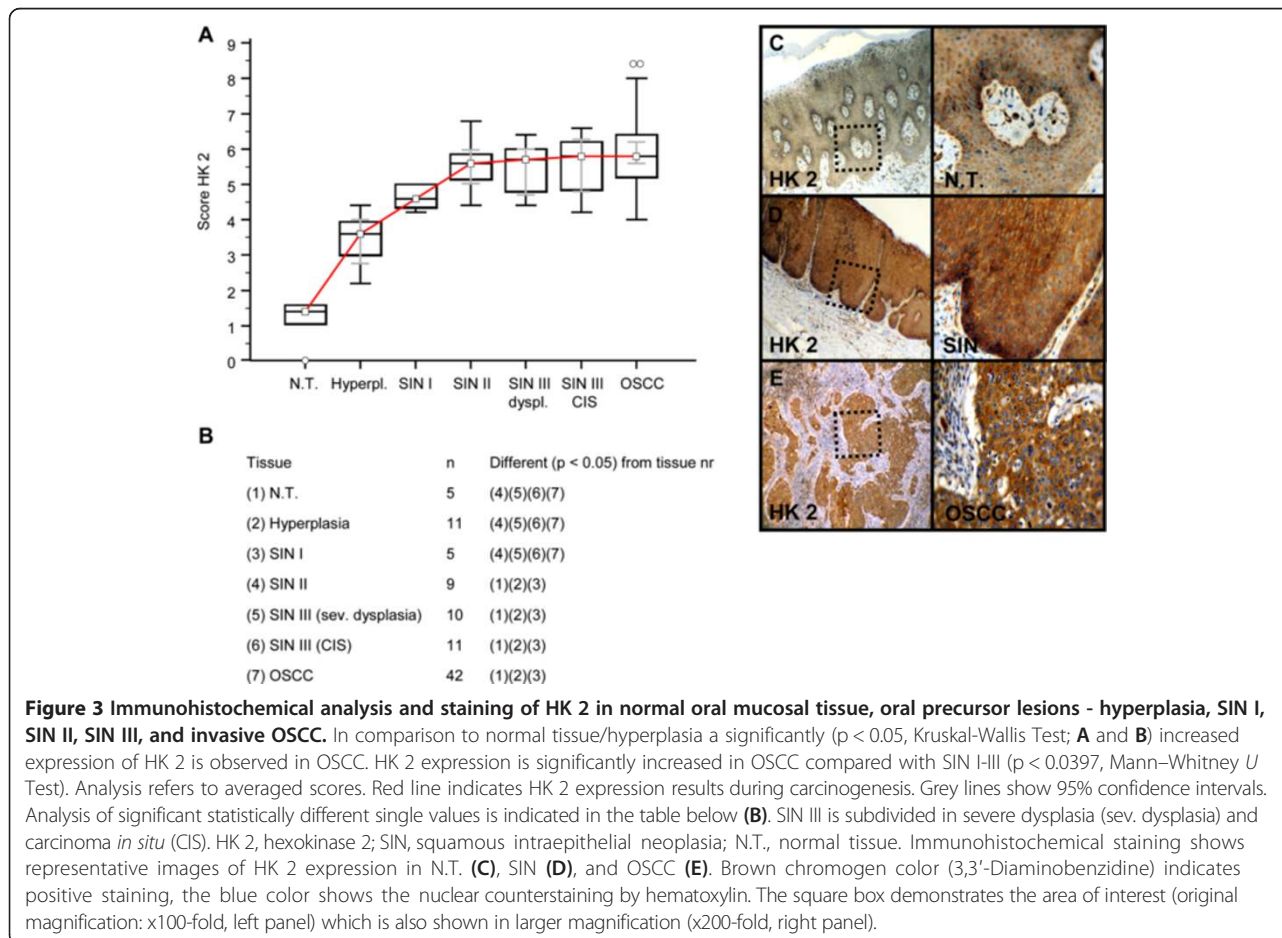 A
9
8
7
6
5
4
3
2
1
0
Score HK 2
N.T. Hyperpl. SIN I SIN II SIN III dyspl. SIN III CIS OSCC
B
Tissue n Different (p < 0.05) from tissue nr
(1) N.T. 5 (4)(5)(6)(7)
(2) Hyperplasia 11 (4)(5)(6)(7)
(3) SIN I 5 (4)(5)(6)(7)
(4) SIN II 9 (1)(2)(3)
(5) SIN III (sev. dysplasia) 10 (1)(2)(3)
(6) SIN III (CIS) 11 (1)(2)(3)
(7) OSCC 42 (1)(2)(3)
C
HK 2 N.T.
D
HK 2 SIN
E
HK 2 OSCC
Figure 3 Immunohistochemical analysis and staining of HK 2 in normal oral mucosal tissue, oral precursor lesions - hyperplasia, SIN I,
SIN II, SIN III, and invasive OSCC. In comparison to normal tissue/hyperplasia a significantly (p < 0.05, Kruskal-Wallis Test; A and B) increased
expression of HK 2 is observed in OSCC. HK 2 expression is significantly increased in OSCC compared with SIN I-III (p < 0.0397, Mann–Whitney U
Test). Analysis refers to averaged scores. Red line indicates HK 2 expression results during carcinogenesis. Grey lines show 95% confidence intervals.
Analysis of significant statistically different single values is indicated in the table below (B). SIN III is subdivided in severe dysplasia (sev. dysplasia) and
carcinoma in situ (CIS). HK 2, hexokinase 2; SIN, squamous intraepithelial neoplasia; N.T., normal tissue. Immunohistochemical staining shows
representative images of HK 2 expression in N.T. (C), SIN (D), and OSCC (E). Brown chromogen color (3,3′-Diaminobenzidine) indicates
positive staining, the blue color shows the nuclear counterstaining by hematoxylin. The square box demonstrates the area of interest (original
magnification: x100-fold, left panel) which is also shown in larger magnification (x200-fold, right panel).